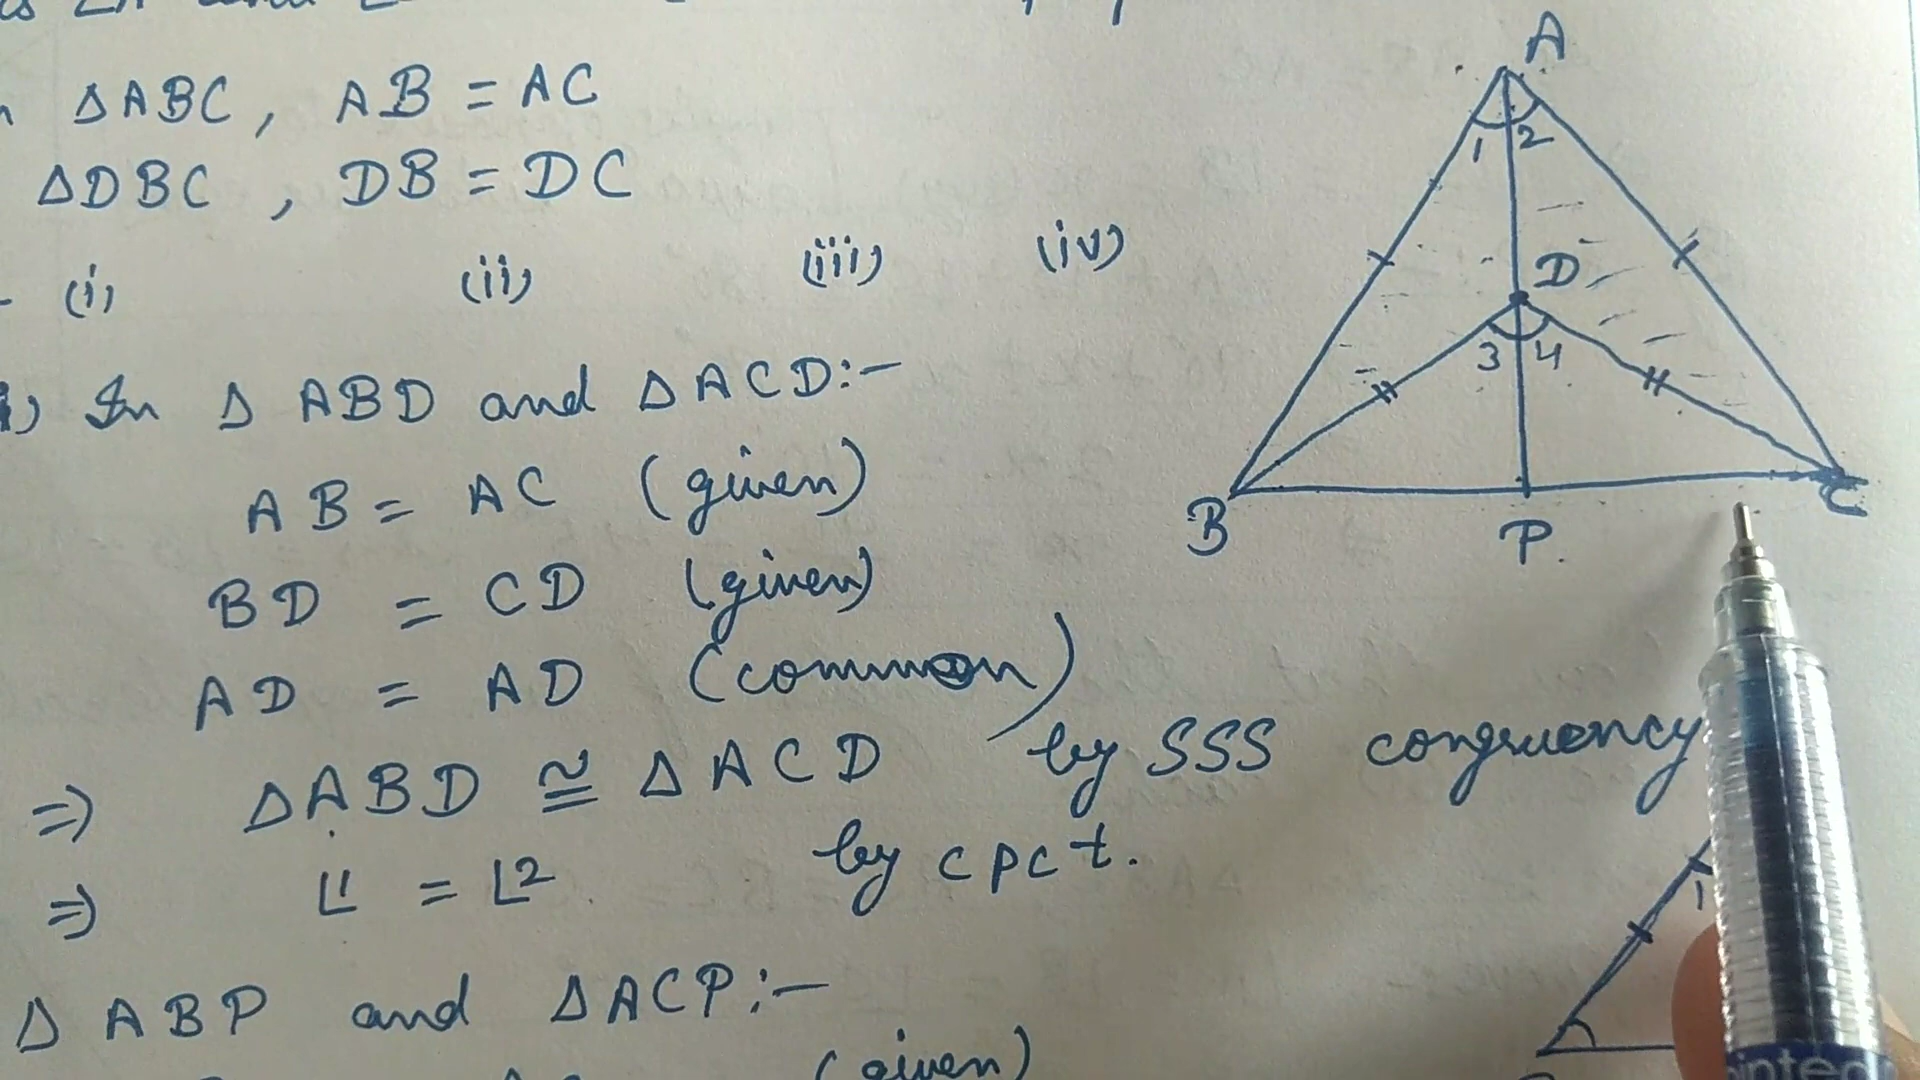 ΔABC, AB = AC
ΔDBC, DB = DC
(i) (ii) (iii) (iv)
In Δ ABD and ΔACD:-
AB = AC (given)
BD = CD (given)
AD = AD (common)
⇒ ΔABD ≅ ΔACD by SSS congruency
⇒ ∠1 = ∠2 by cpct.
Δ ABP and ΔACP:-
(given)
A
1 2
D
3 4
B P. C
1